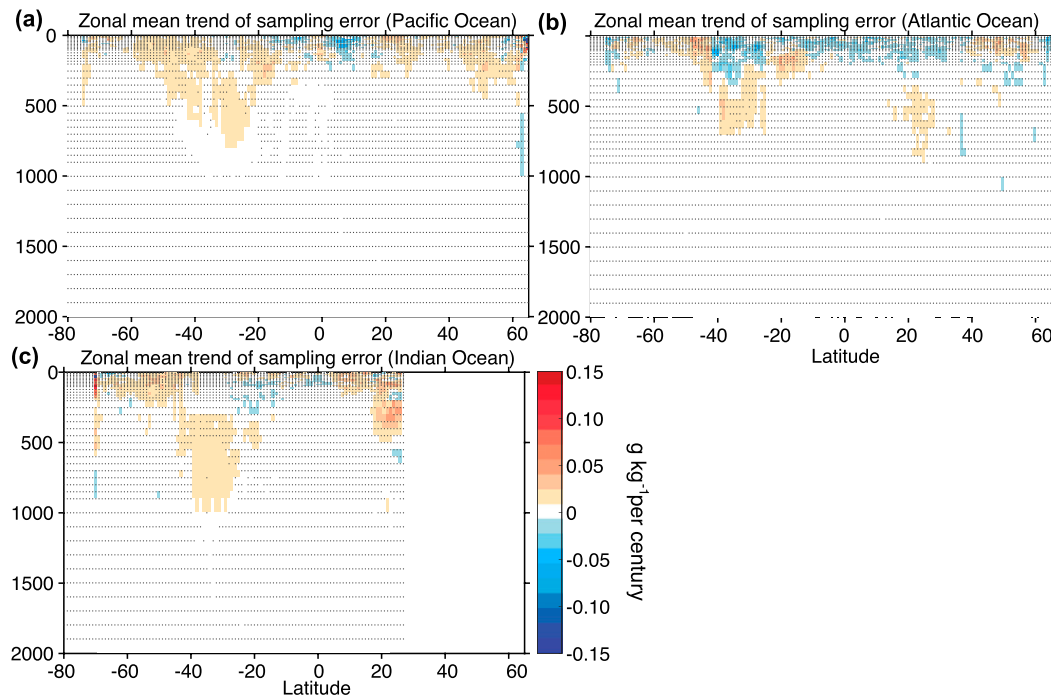 (a) Zonal mean trend of sampling error (Pacific Ocean)
0
500
1000
1500
2000
-80 -60 -40 -20 0 20 40 60
(b) Zonal mean trend of sampling error (Atlantic Ocean)
0
500
1000
1500
2000
-80 -60 -40 -20 0 20 40 60
Latitude
(c) Zonal mean trend of sampling error (Indian Ocean)
0
500
1000
1500
2000
-80 -60 -40 -20 0 20 40 60
Latitude
0.15
0.10
0.05
0
-0.05
-0.10
-0.15
g kg-1per century